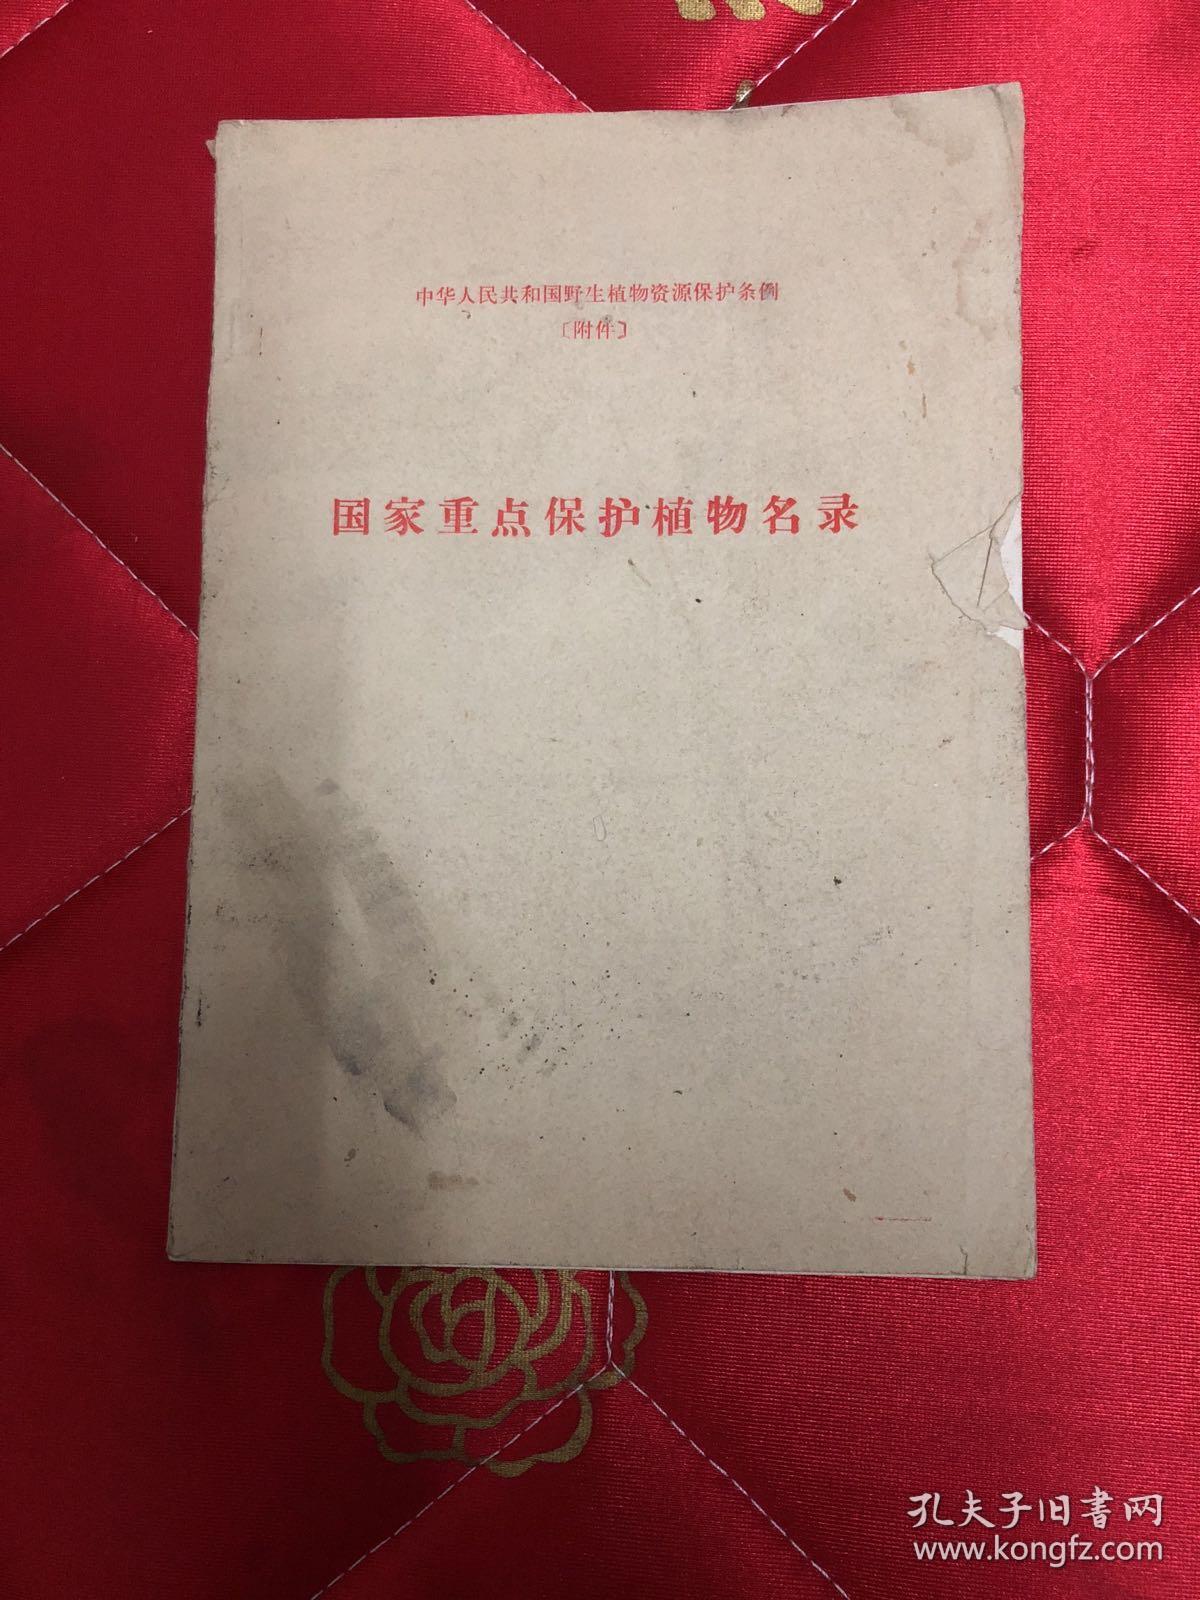 中华人民共和国野生植物资源保护条例
〔附件〕
国家重点保护植物名录
孔夫子旧書网
www.kongfz.com